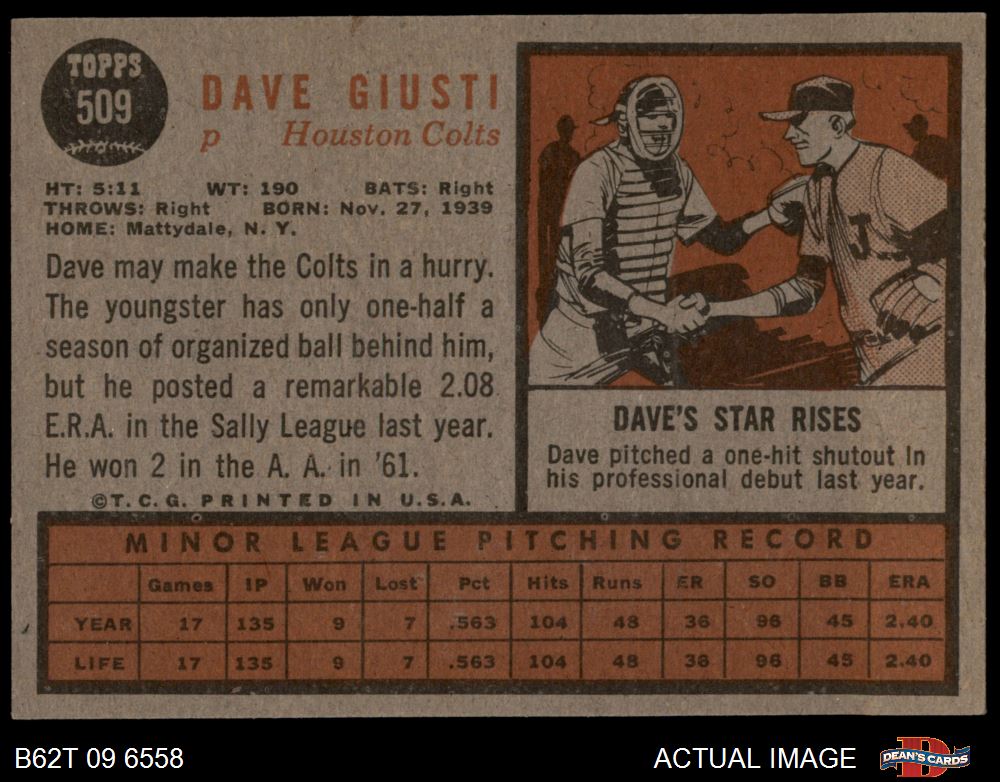 TOPPS
509
DAVE GIUSTI
p Houston Colts
HT: 5:11 WT: 190 BATS: Right
THROWS: Right BORN: Nov. 27, 1939
HOME: Mattydale, N. Y.
Dave may make the Colts in a hurry.
The youngster has only one-half a
season of organized ball behind him,
but he posted a remarkable 2.08
E.R.A. in the Sally League last year.
He won 2 in the A. A. in '61.
©T.C.G. PRINTED IN U.S.A.
J
DAVE'S STAR RISES
Dave pitched a one-hit shutout in
his professional debut last year.
MINOR LEAGUE PITCHING RECORD
Games IP Won Lost Pct Hits Runs ER SO BB ERA
YEAR 17 135 9 7 .563 104 48 36 96 45 2.40
LIFE 17 135 9 7 .563 104 48 36 96 45 2.40
B62T 09 6558
ACTUAL IMAGE
D
DEAN'S CARDS